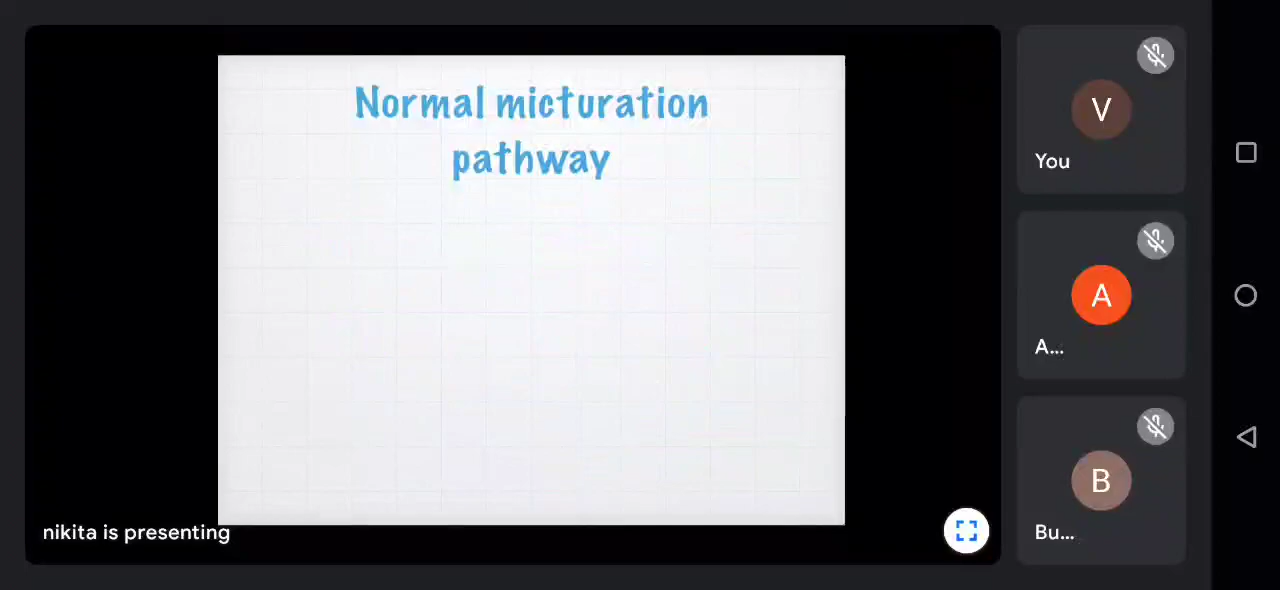 Normal micturation
pathway
nikita is presenting
V
You
A
A...
B
Bu...